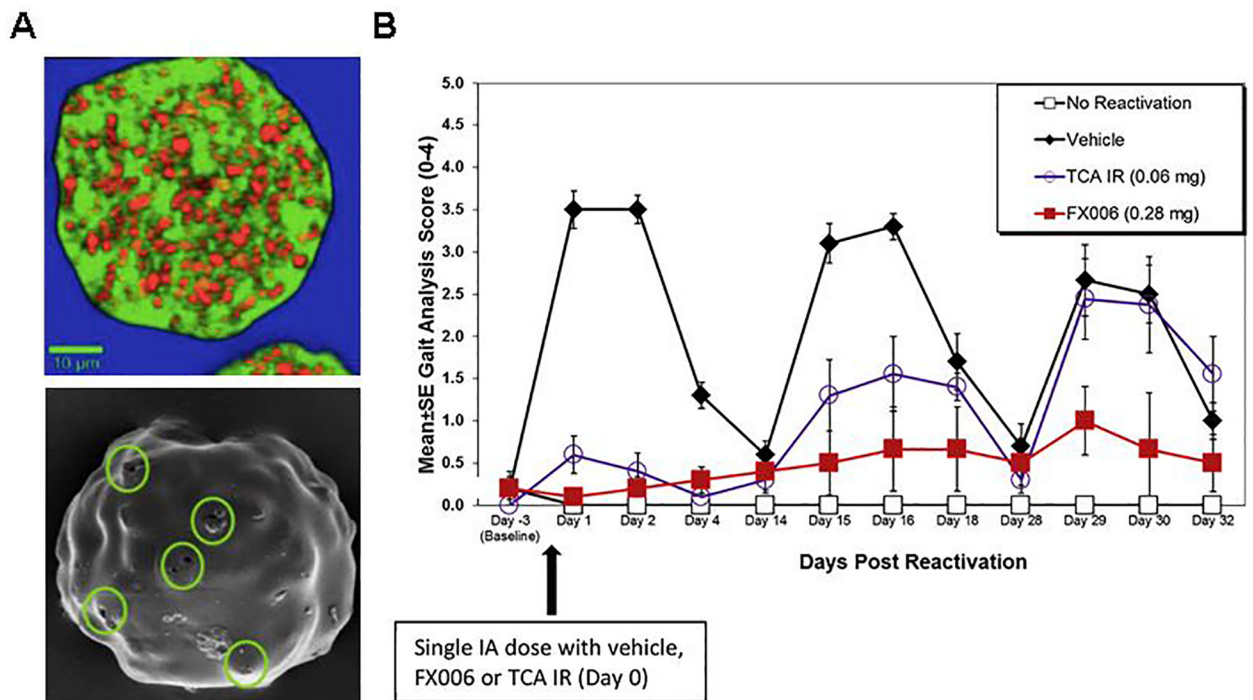 A
10 µm
B
Mean±SE Gait Analysis Score (0-4)
5.0
4.5
4.0
3.5
3.0
2.5
2.0
1.5
1.0
0.5
0.0
No Reactivation
Vehicle
TCA IR (0.06 mg)
FX006 (0.28 mg)
Day -3 Day 1 Day 2 Day 4 Day 14 Day 15 Day 16 Day 18 Day 28 Day 29 Day 30 Day 32
(Baseline)
Days Post Reactivation
Single IA dose with vehicle,
FX006 or TCA IR (Day 0)